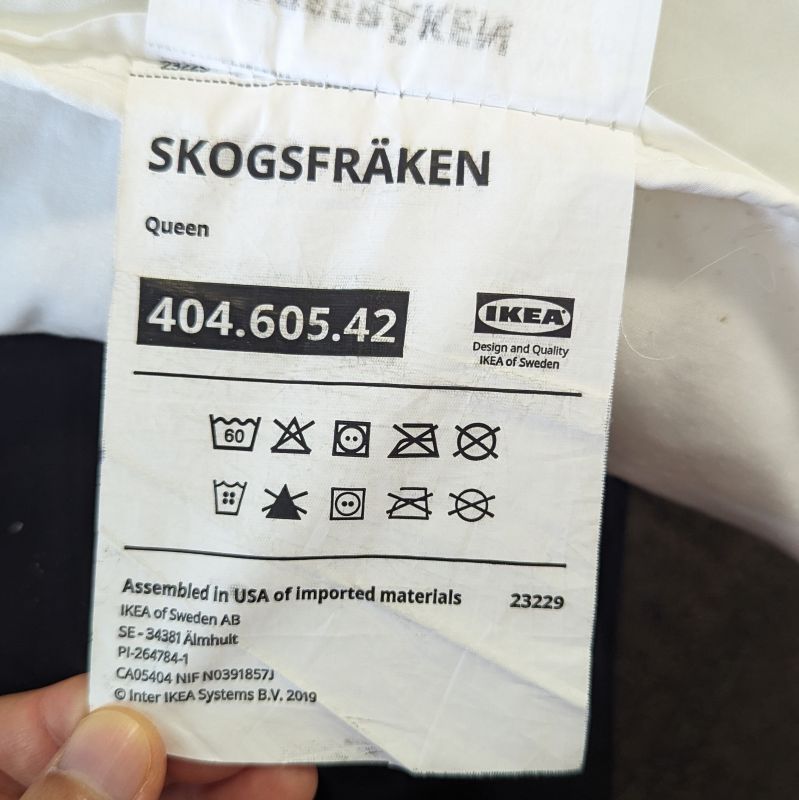 23229
SKOGSFRÄKEN
Queen
404.605.42
IKEA
Design and Quality
IKEA of Sweden
60
Assembled in USA of imported materials 23229
IKEA of Sweden AB
SE - 34381 Älmhult
PI-264784-1
CA05404 NIF N0391857J
© Inter IKEA Systems B.V. 2019